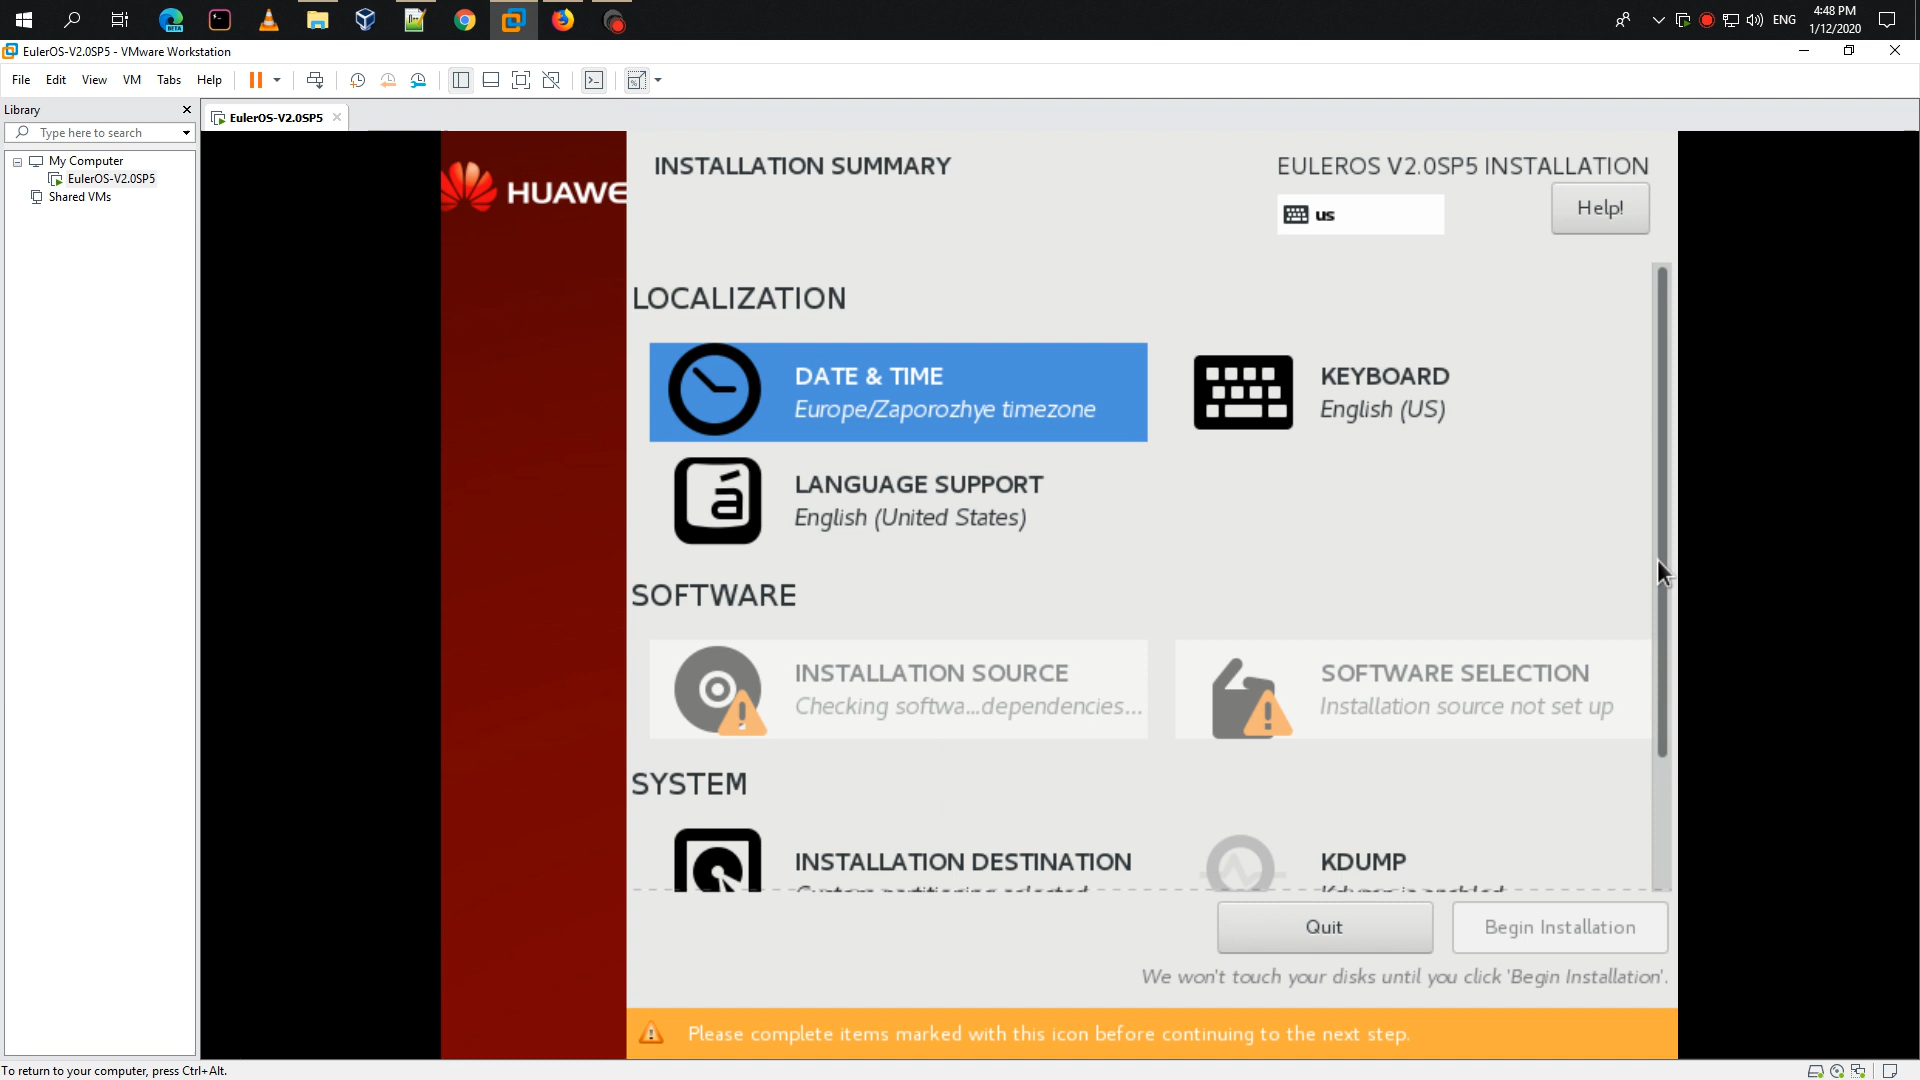 4:48 PM
ENG
1/12/2020
EulerOS-V2.0SP5 - VMware Workstation
File Edit View VM Tabs Help
Library
EulerOS-V2.0SP5
Type here to search
My Computer
EulerOS-V2.0SP5
Shared VMs
HUAWE
INSTALLATION SUMMARY
EULEROS V2.0SP5 INSTALLATION
us
Help!
LOCALIZATION
DATE & TIME
Europe/Zaporozhye timezone
KEYBOARD
English (US)
LANGUAGE SUPPORT
English (United States)
SOFTWARE
INSTALLATION SOURCE
Checking softwa...dependencies...
SOFTWARE SELECTION
Installation source not set up
SYSTEM
INSTALLATION DESTINATION
KDUMP
Quit
Begin Installation
We won't touch your disks until you click 'Begin Installation'.
Please complete items marked with this icon before continuing to the next step.
To return to your computer, press Ctrl+Alt.